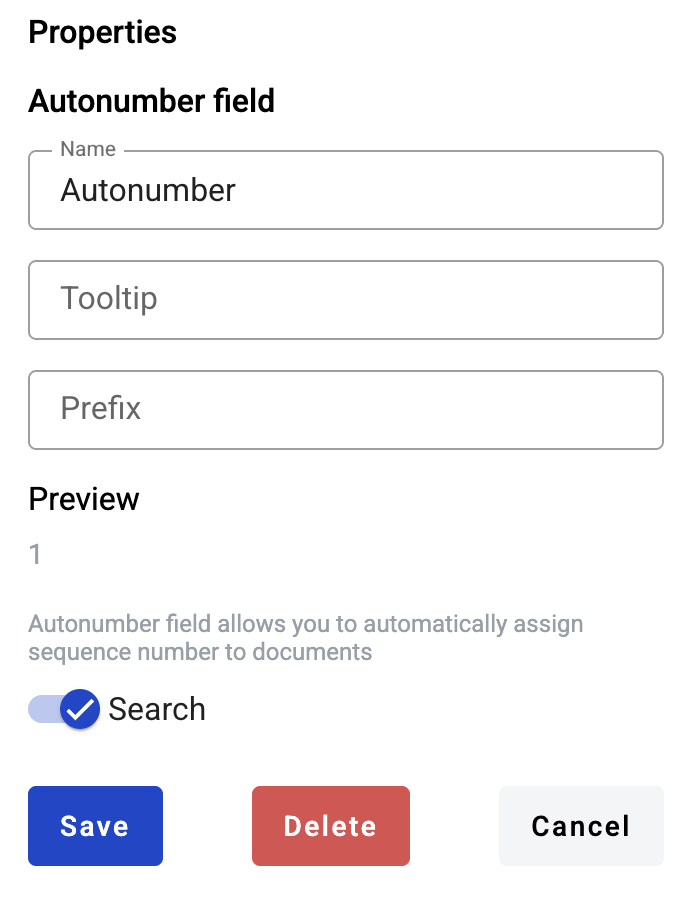 Properties
Autonumber field
Name
Autonumber
Tooltip
Prefix
Preview
1
Autonumber field allows you to automatically assign
sequence number to documents
Search
Save
Delete
Cancel